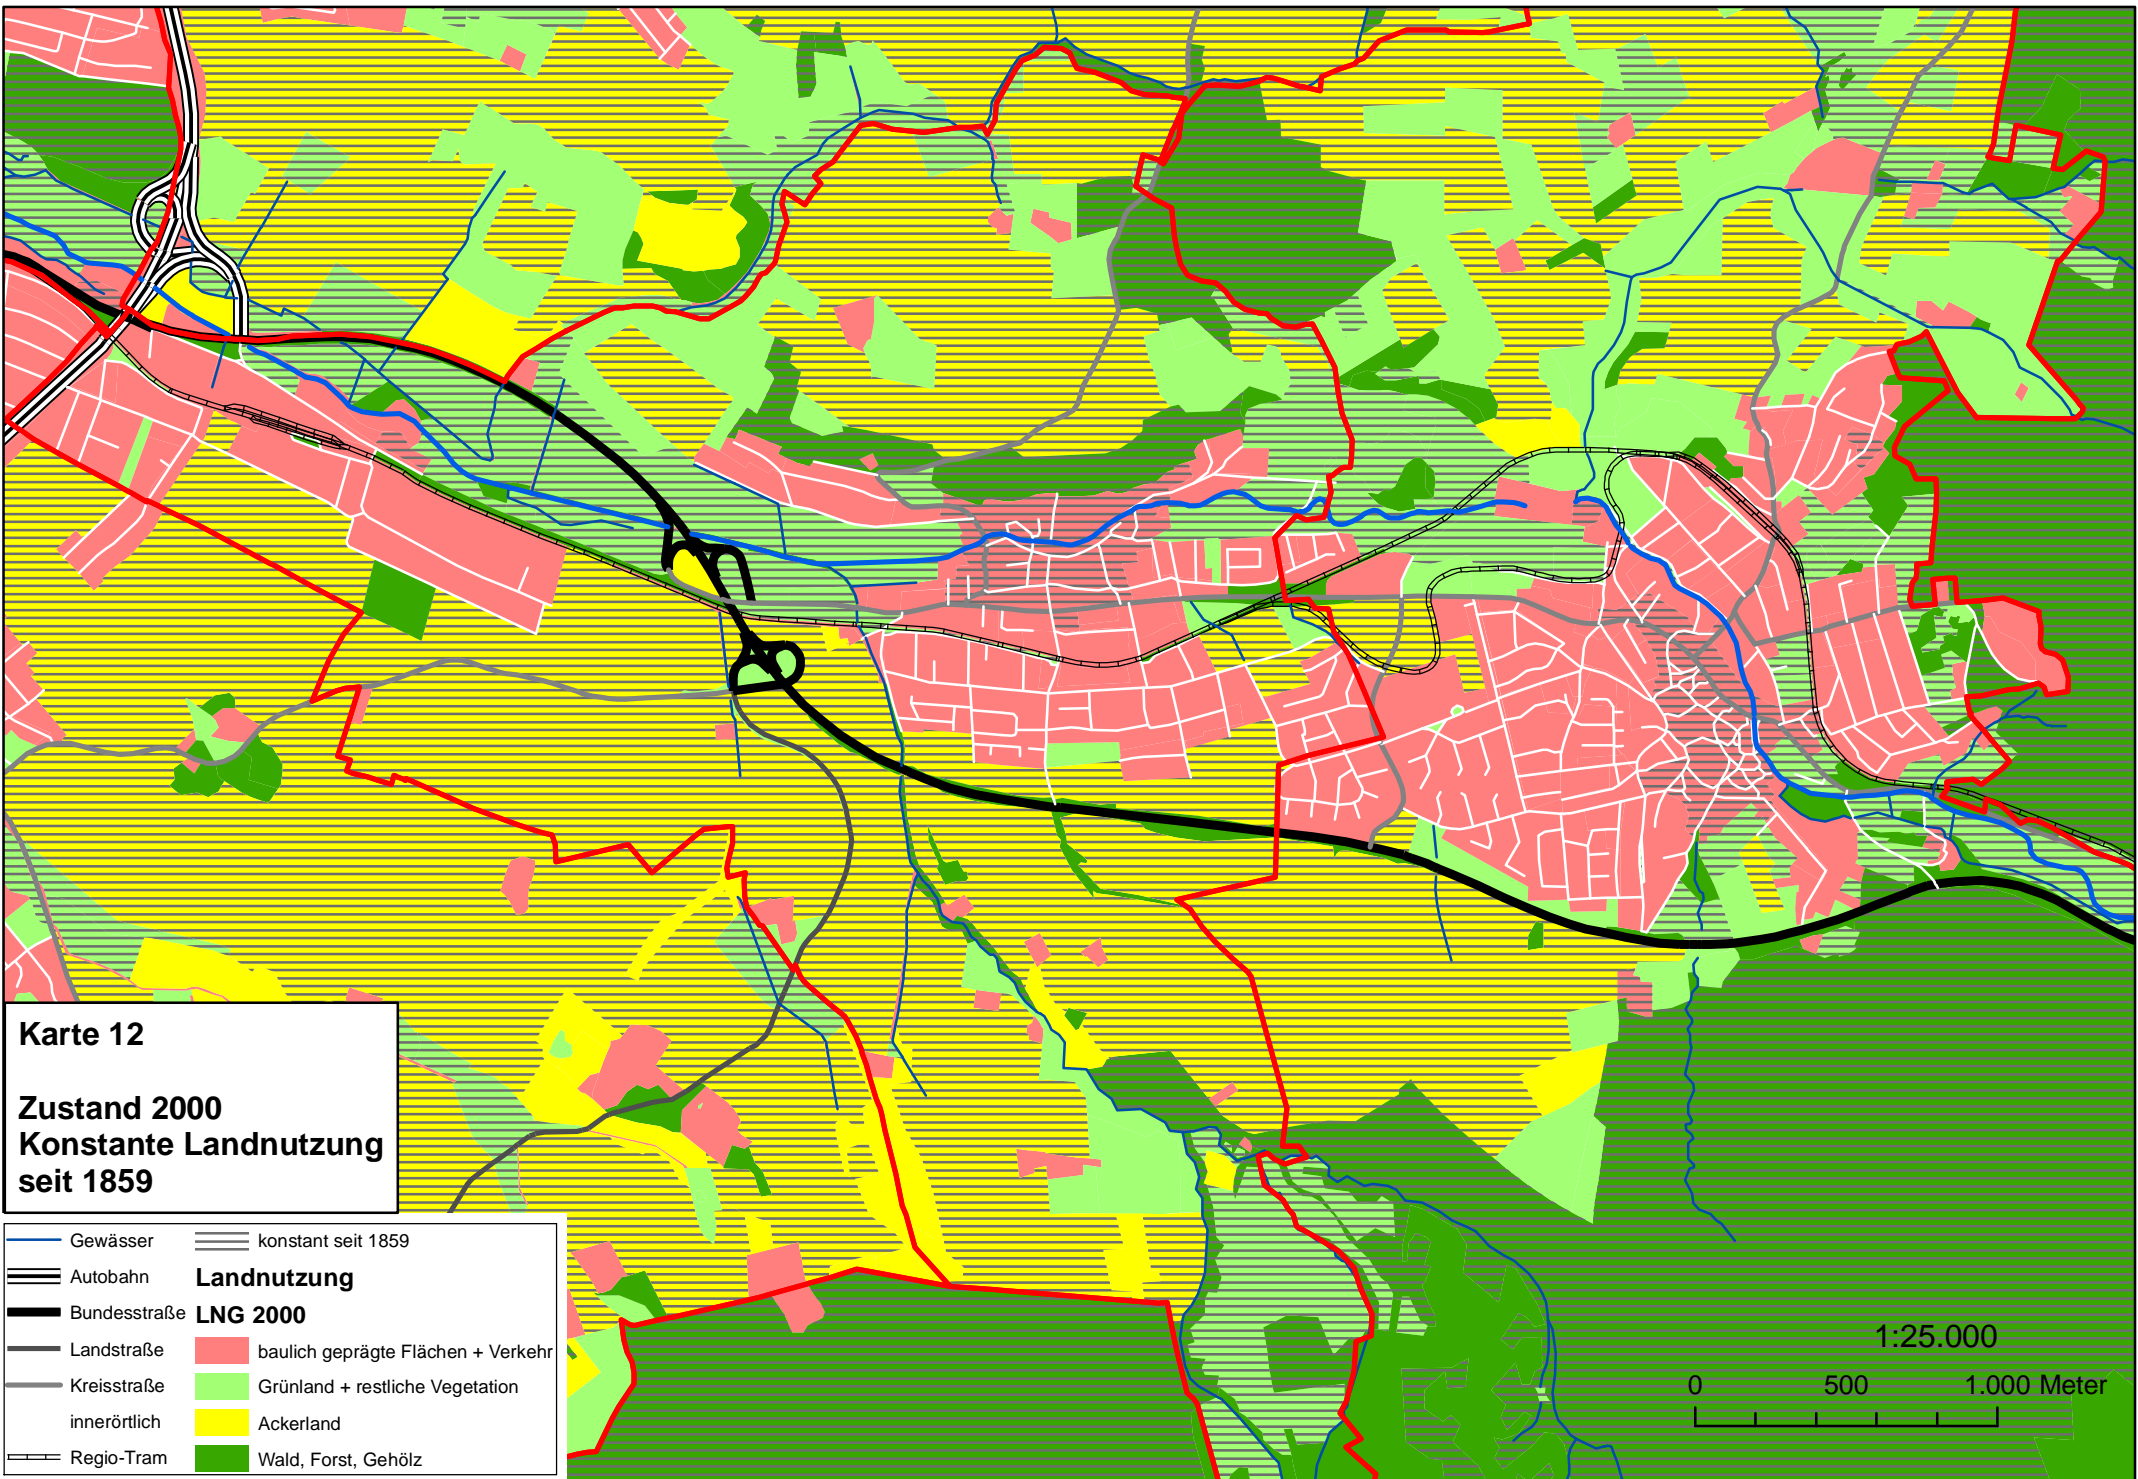 Karte 12
Zustand 2000
Konstante Landnutzung
seit 1859
Gewässer
Autobahn
Bundesstraße
Landstraße
Kreisstraße
innerörtlich
Regio-Tram
konstant seit 1859
Landnutzung
LNG 2000
baulich geprägte Flächen + Verkehr
Grünland + restliche Vegetation
Ackerland
Wald, Forst, Gehölz
1:25.000
0 500 1.000 Meter